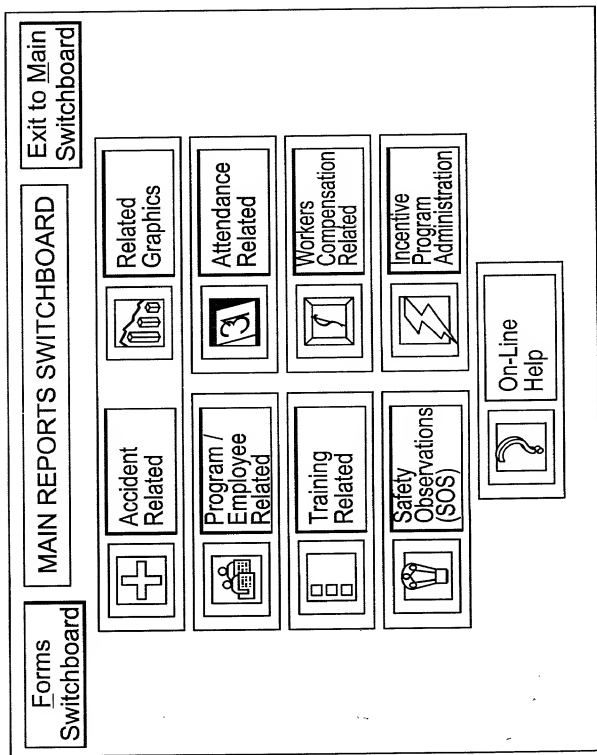 Forms
Switchboard
MAIN REPORTS SWITCHBOARD
Exit to Main
Switchboard
Accident
Related
Related
Graphics
Program /
Employee
Related
31
Attendance
Related
Training
Related
Workers
Compensation
Related
Safety
Observations
(SOS)
Incentive
Program
Administration
?
On-Line
Help